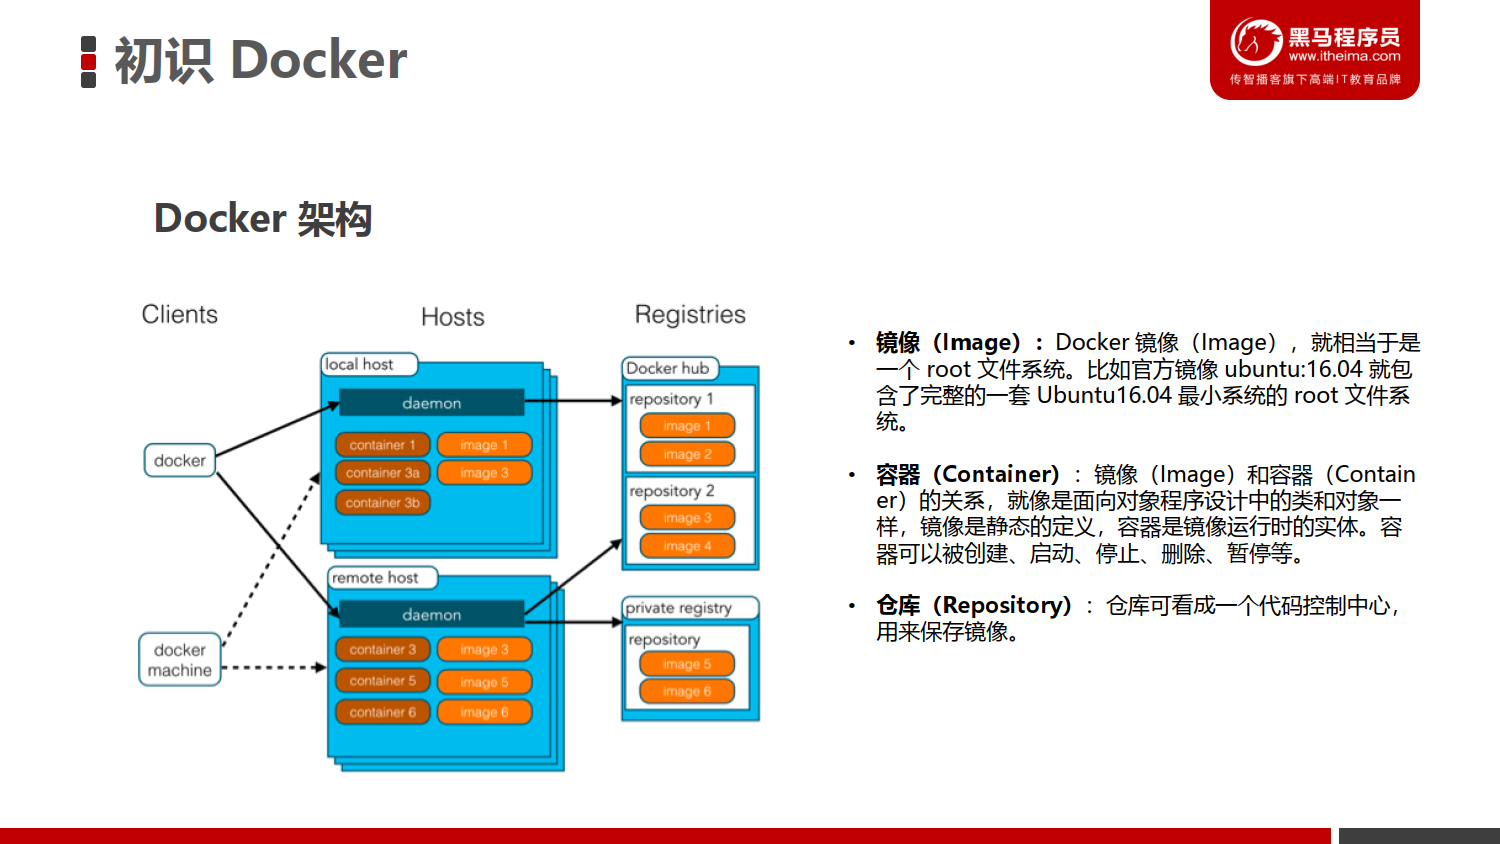 初识 Docker
黑马程序员
www.itheima.com
传智播客旗下高端IT教育品牌
Docker 架构
Clients
Hosts
Registries
local host
daemon
container 1
image 1
container 3a
image 3
container 3b
docker
docker
machine
remote host
daemon
container 3
image 3
container 5
image 5
container 6
image 6
Docker hub
repository 1
image 1
image 2
repository 2
image 3
image 4
private registry
repository
image 5
image 6
• 镜像（Image）：Docker 镜像（Image），就相当于是
一个 root 文件系统。比如官方镜像 ubuntu:16.04 就包
含了完整的一套 Ubuntu16.04 最小系统的 root 文件系
统。
• 容器（Container）：镜像（Image）和容器（Contain
er）的关系，就像是面向对象程序设计中的类和对象一
样，镜像是静态的定义，容器是镜像运行时的实体。容
器可以被创建、启动、停止、删除、暂停等。
• 仓库（Repository）：仓库可看成一个代码控制中心，
用来保存镜像。